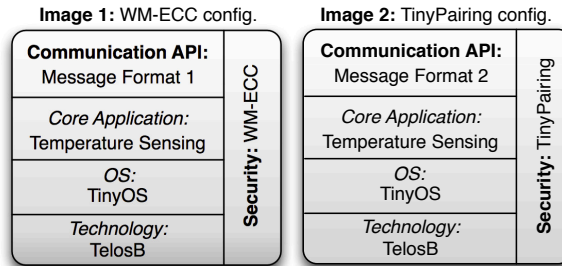 Image 1: WM-ECC config.
Communication API:
Message Format 1
Core Application:
Temperature Sensing
OS:
TinyOS
Technology:
TelosB
Security: WM-ECC
Image 2: TinyPairing config.
Communication API:
Message Format 2
Core Application:
Temperature Sensing
OS:
TinyOS
Technology:
TelosB
Security: TinyPairing